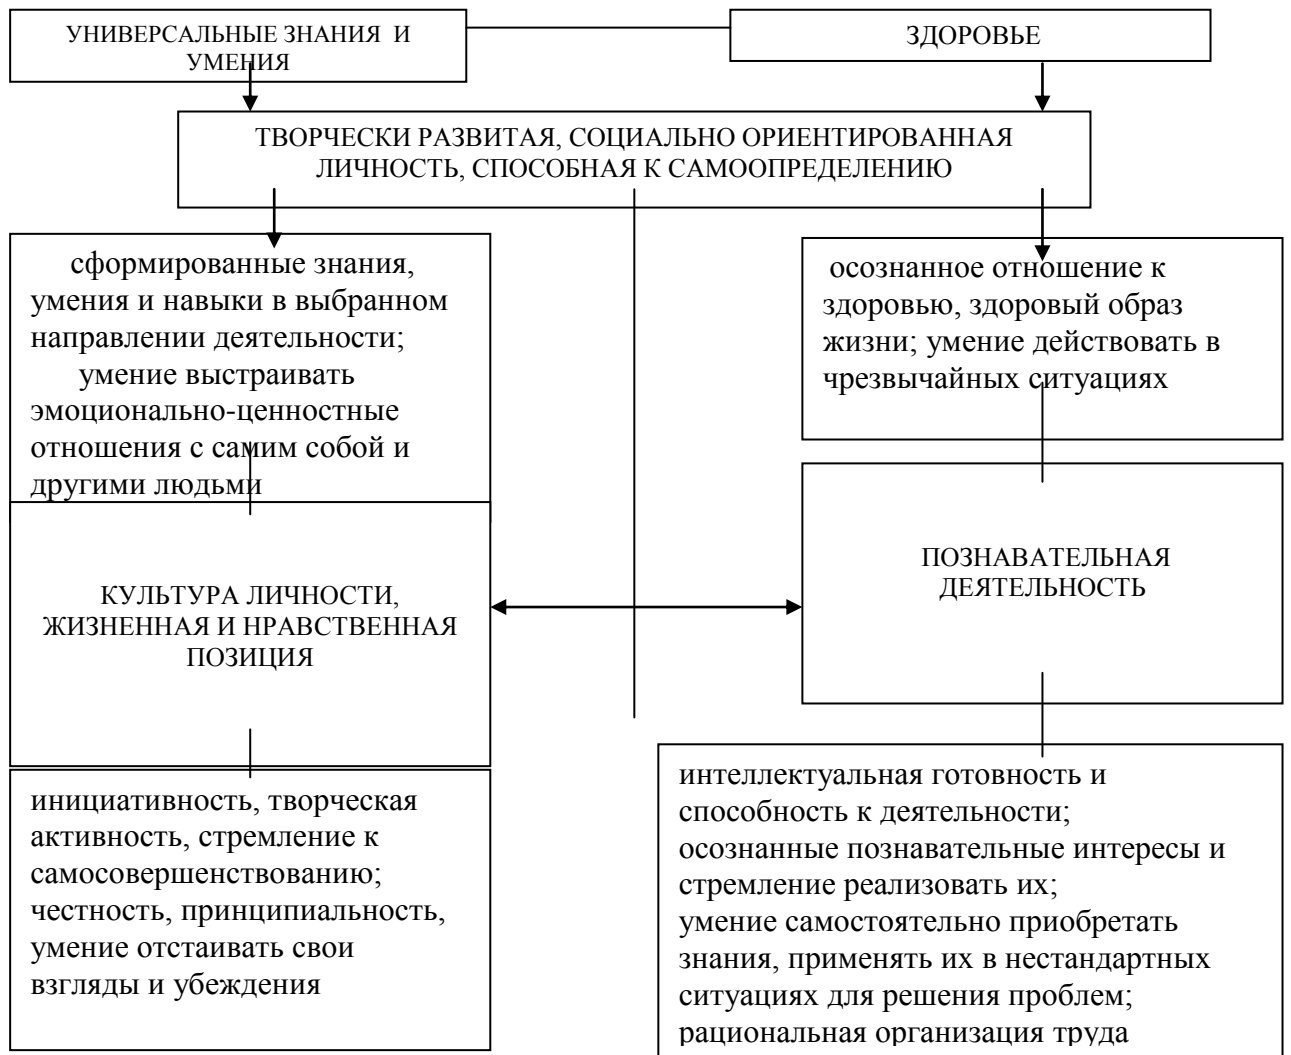 УНИВЕРСАЛЬНЫЕ ЗНАНИЯ И
УМЕНИЯ
ЗДОРОВЬЕ
ТВОРЧЕСКИ РАЗВИТАЯ, СОЦИАЛЬНО ОРИЕНТИРОВАННАЯ
ЛИЧНОСТЬ, СПОСОБНАЯ К САМООПРЕДЕЛЕНИЮ
сформированные знания,
умения и навыки в выбранном
направлении деятельности;
умение выстраивать
эмоционально-ценностные
отношения с самим собой и
другими людьми
осознанное отношение к
здоровью, здоровый образ
жизни; умение действовать в
чрезвычайных ситуациях
КУЛЬТУРА ЛИЧНОСТИ,
ЖИЗНЕННАЯ И НРАВСТВЕННАЯ
ПОЗИЦИЯ
ПОЗНАВАТЕЛЬНАЯ
ДЕЯТЕЛЬНОСТЬ
инициативность, творческая
активность, стремление к
самосовершенствованию;
честность, принципиальность,
умение отстаивать свои
взгляды и убеждения
интеллектуальная готовность и
способность к деятельности;
осознанные познавательные интересы и
стремление реализовать их;
умение самостоятельно приобретать
знания, применять их в нестандартных
ситуациях для решения проблем;
рациональная организация труда